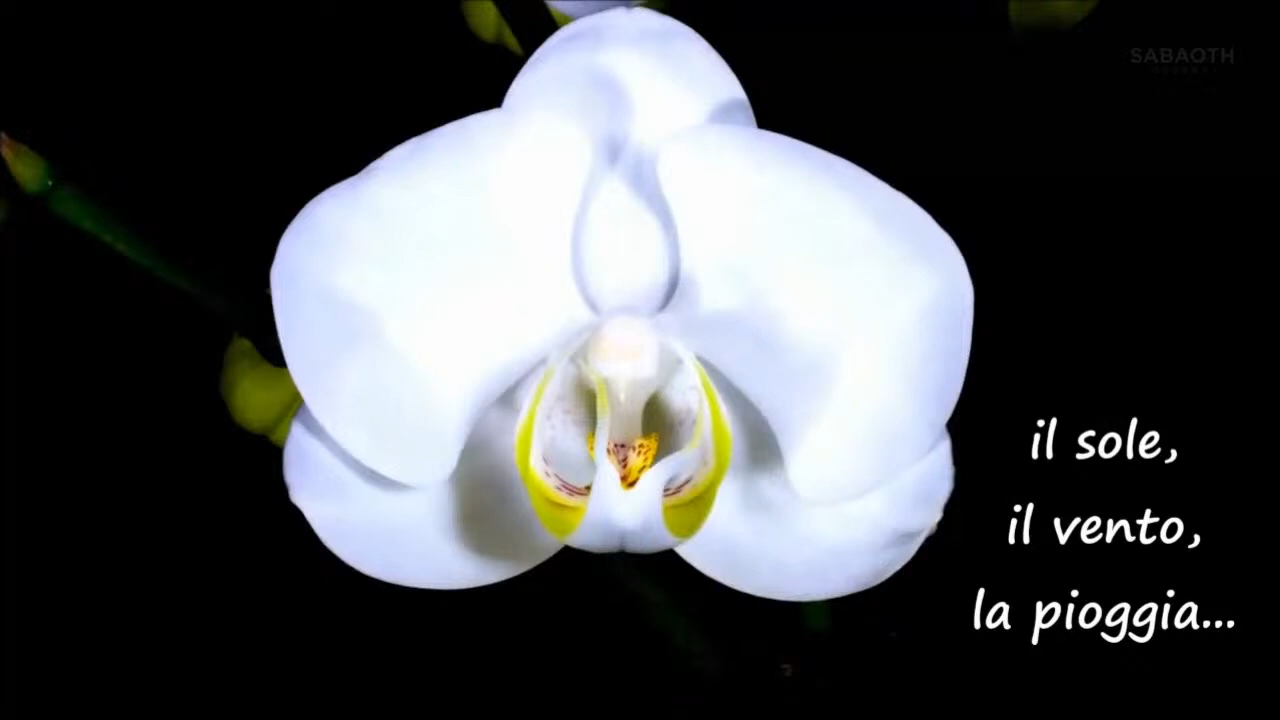 SABAOTH
il sole,
il vento,
la pioggia...